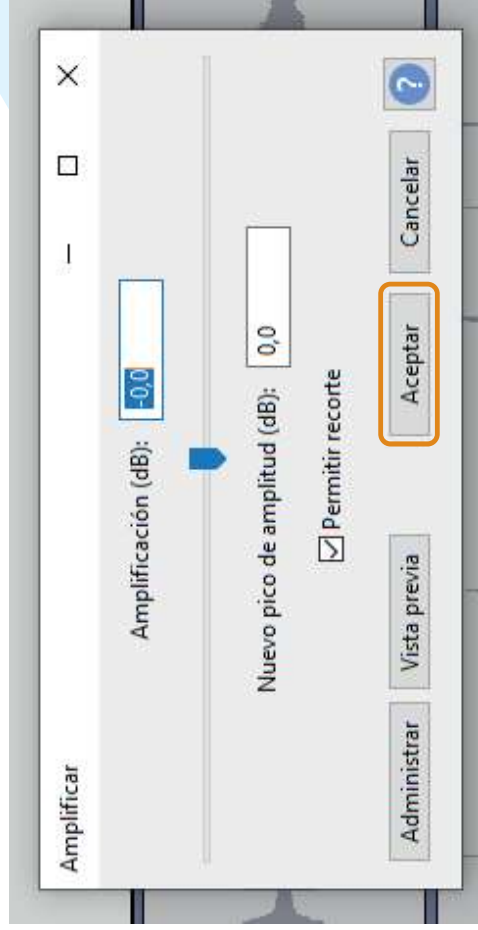 Amplificar
Amplificación (dB): -0,0
Nuevo pico de amplitud (dB): 0,0
Permitir recorte
Administrar Vista previa Aceptar Cancelar ?